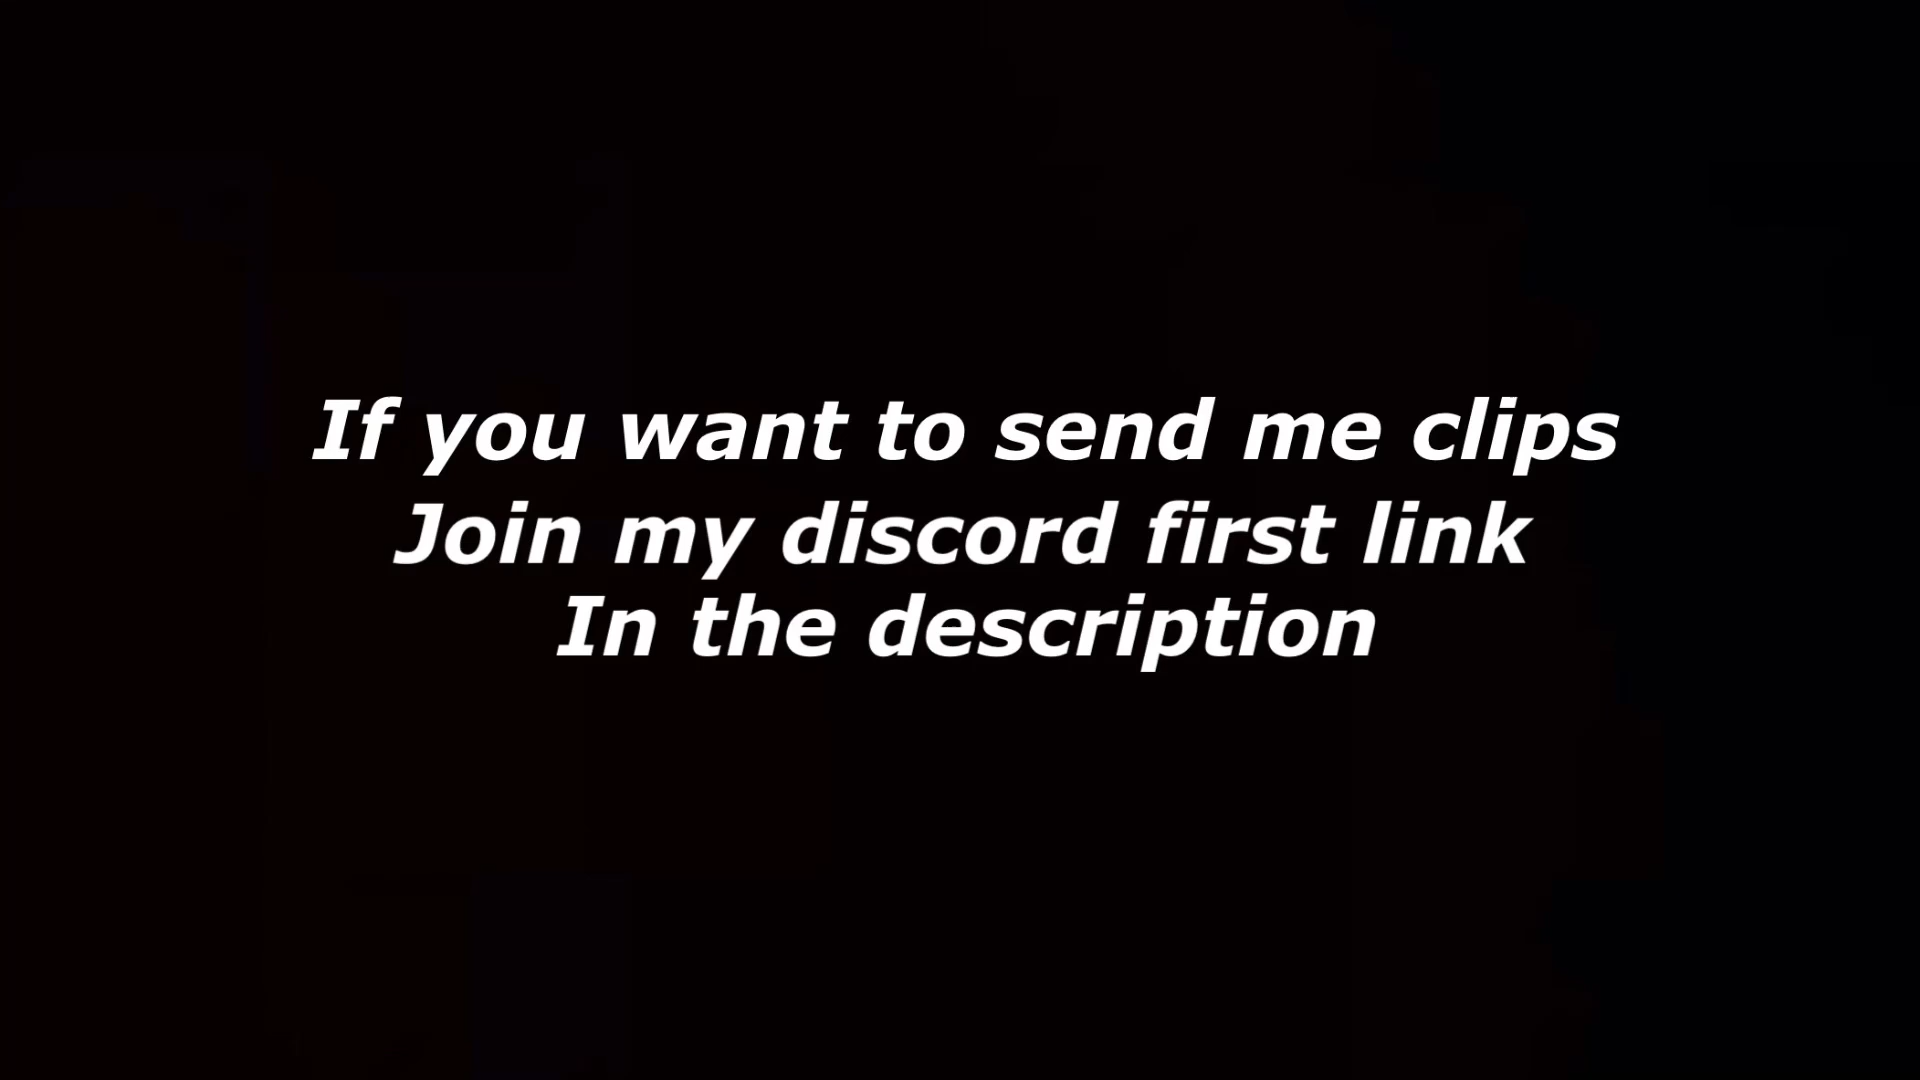 If you want to send me clips
Join my discord first link
In the description